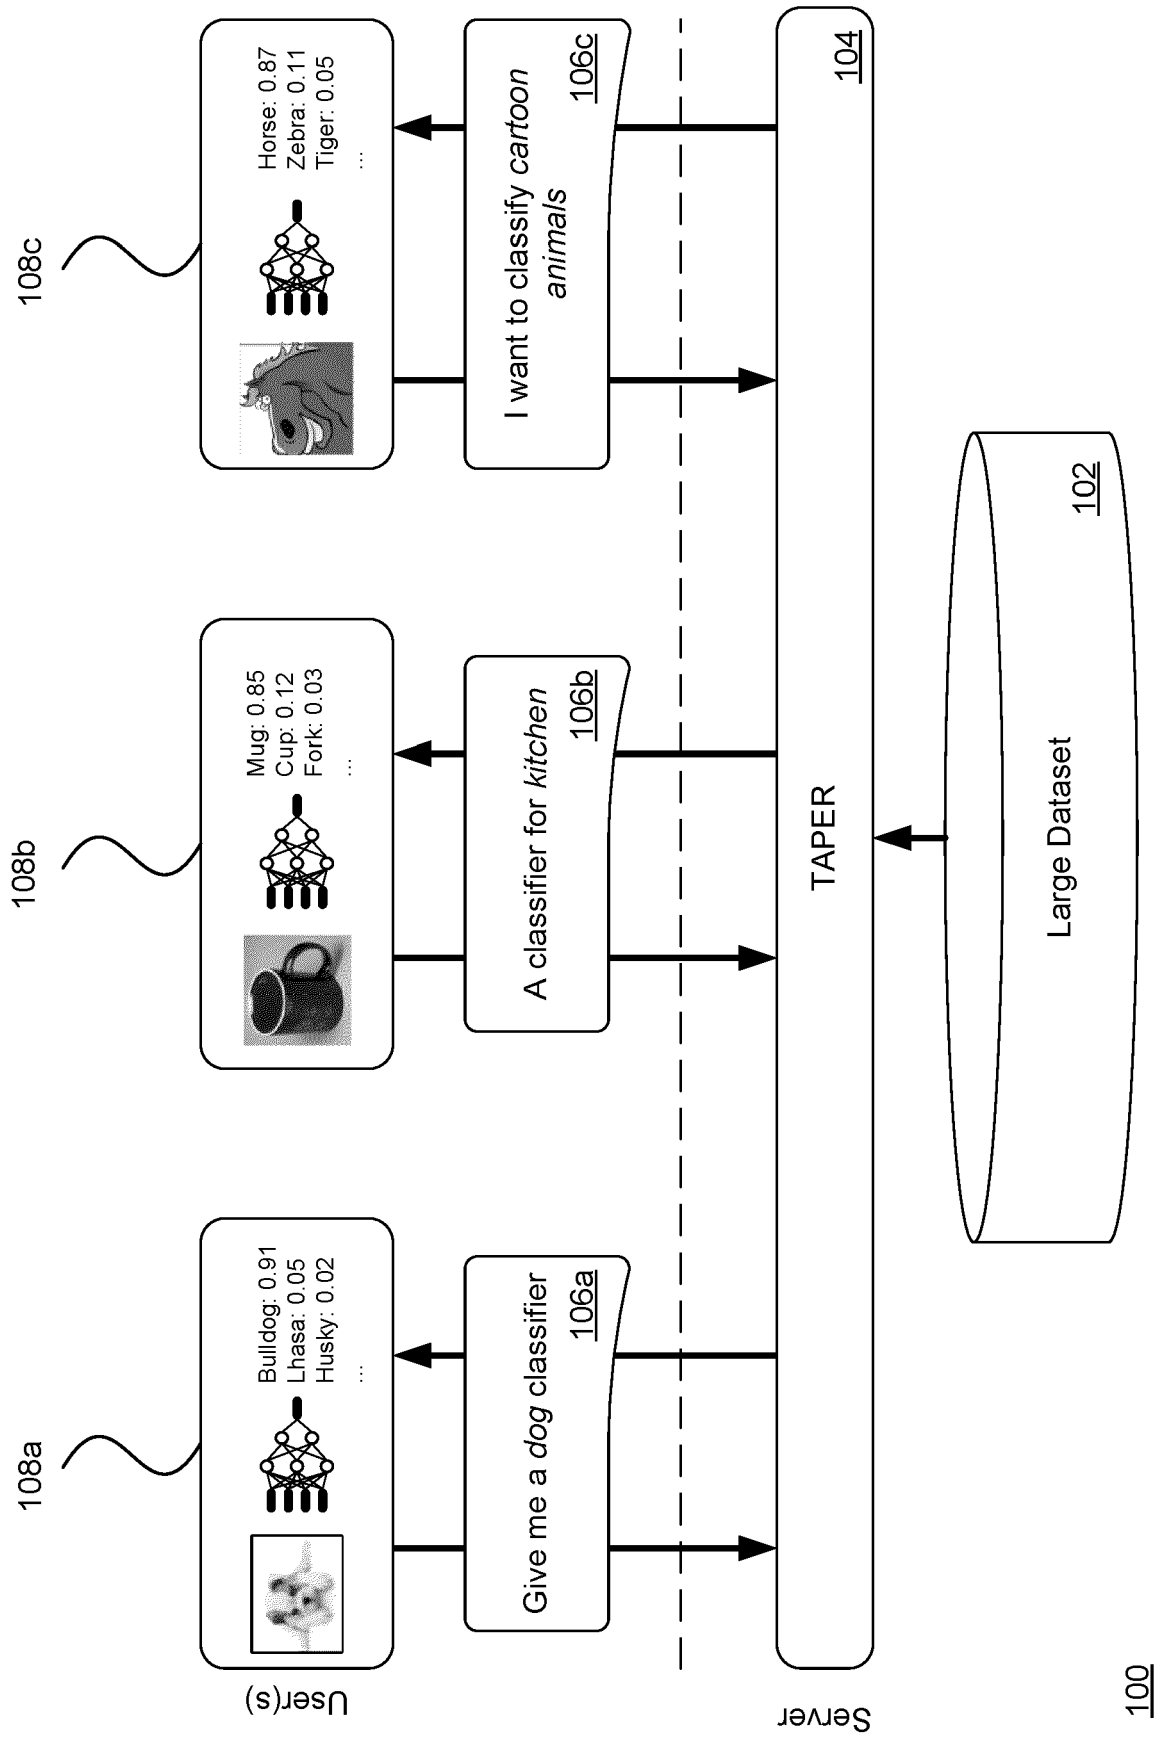 108a
108b
108c
User(s)
Bulldog: 0.91
Lhasa: 0.05
Husky: 0.02
...
Mug: 0.85
Cup: 0.12
Fork: 0.03
...
Horse: 0.87
Zebra: 0.11
Tiger: 0.05
...
Give me a dog classifier
106a
A classifier for kitchen
106b
I want to classify cartoon
animals
106c
Server
TAPER
104
Large Dataset
102
100